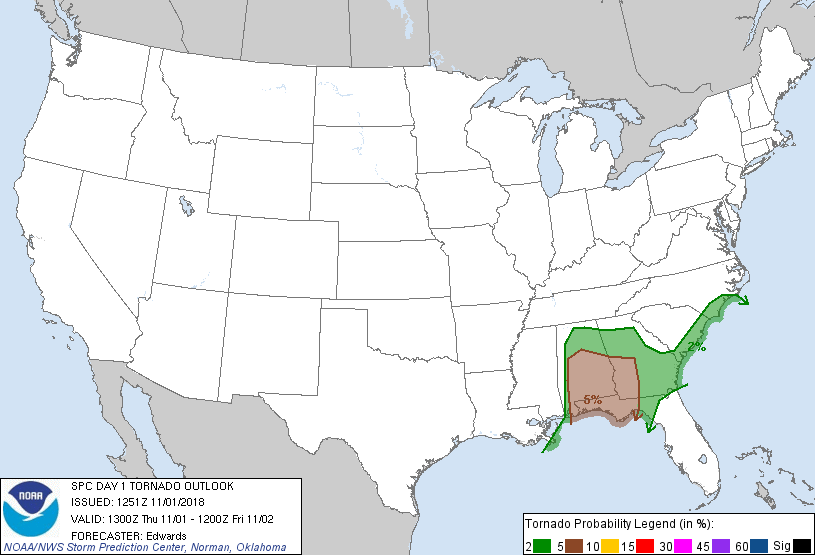 2%
5%
NOAA
SPC DAY 1 TORNADO OUTLOOK
ISSUED: 1251Z 11/01/2018
VALID: 1300Z Thu 11/01 - 1200Z Fri 11/02
FORECASTER: Edwards
NOAA/NWS Storm Prediction Center, Norman, Oklahoma
Tornado Probability Legend (in %):
2 5 10 15 30 45 60 Sig